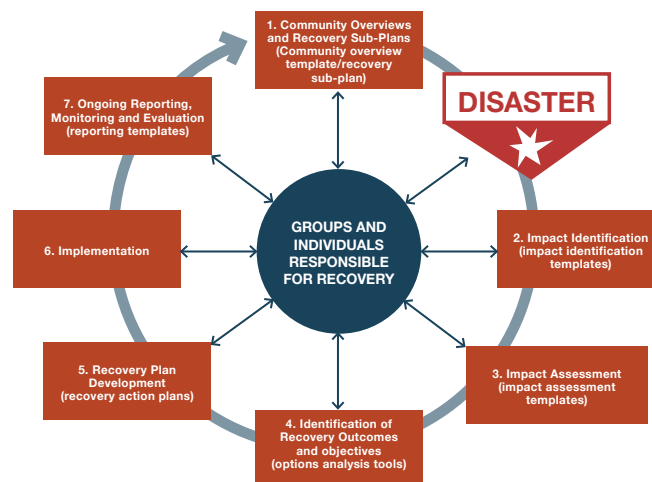 1. Community Overviews
and Recovery Sub-Plans
(Community overview
template/recovery
sub-plan)
DISASTER
7. Ongoing Reporting,
Monitoring and Evaluation
(reporting templates)
GROUPS AND
INDIVIDUALS
RESPONSIBLE
FOR RECOVERY
6. Implementation
2. Impact Identification
(impact identification
templates)
5. Recovery Plan
Development
(recovery action plans)
3. Impact Assessment
(impact assessment
templates)
4. Identification of
Recovery Outcomes
and objectives
(options analysis tools)